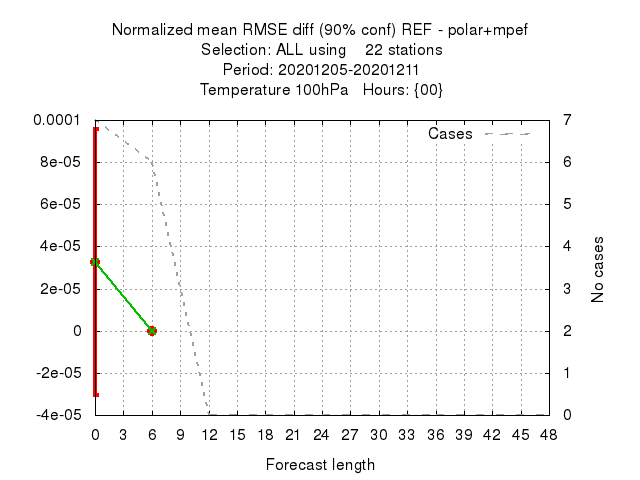 Normalized mean RMSE diff (90% conf) REF - polar+mpef
Selection: ALL using    22 stations
Period: 20201205-20201211
Temperature 100hPa   Hours: {00}
Cases
0.0001
8e-05
6e-05
4e-05
2e-05
0
-2e-05
-4e-05
7
6
5
4
3
2
1
0
No cases
0 3 6 9 12 15 18 21 24 27 30 33 36 39 42 45 48
Forecast length